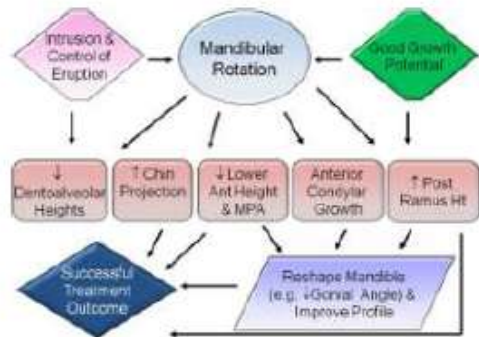 Intrusion &
Control of
Eruption
Mandibular
Rotation
Good Growth
Potential
↓
Dentoalveolar
Heights
↑ Chin
Projection
↓ Lower
Ant Height
& MPA
Anterior
Condylar
Growth
↑ Post
Ramus Ht
Successful
Treatment
Outcome
Reshape Mandible
(e.g. ↓Gonial Angle) &
Improve Profile